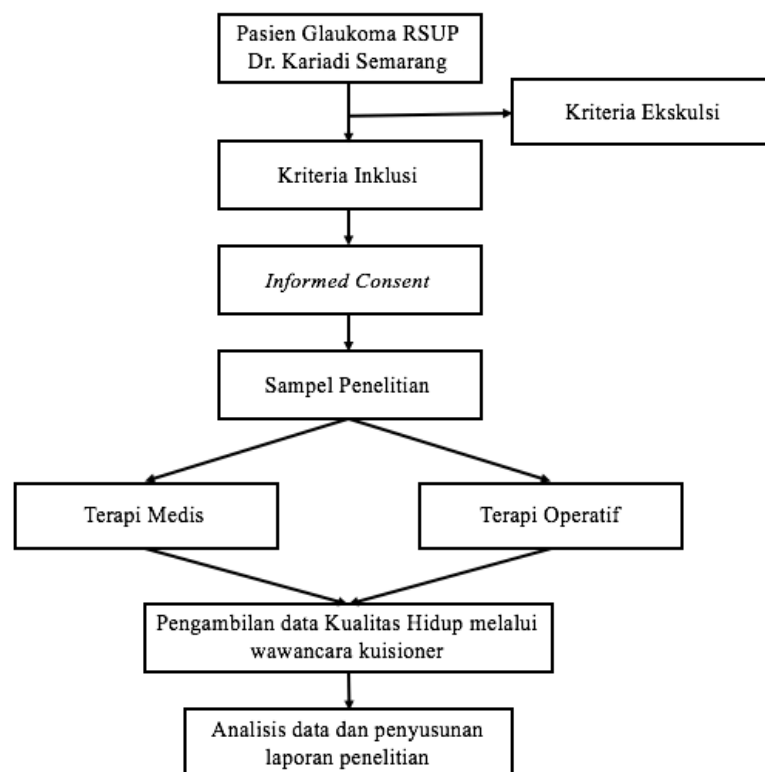 Pasien Glaukoma RSUP
Dr. Kariadi Semarang
Kriteria Ekskulsi
Kriteria Inklusi
Informed Consent
Sampel Penelitian
Terapi Medis
Terapi Operatif
Pengambilan data Kualitas Hidup melalui
wawancara kuisioner
Analisis data dan penyusunan
laporan penelitian